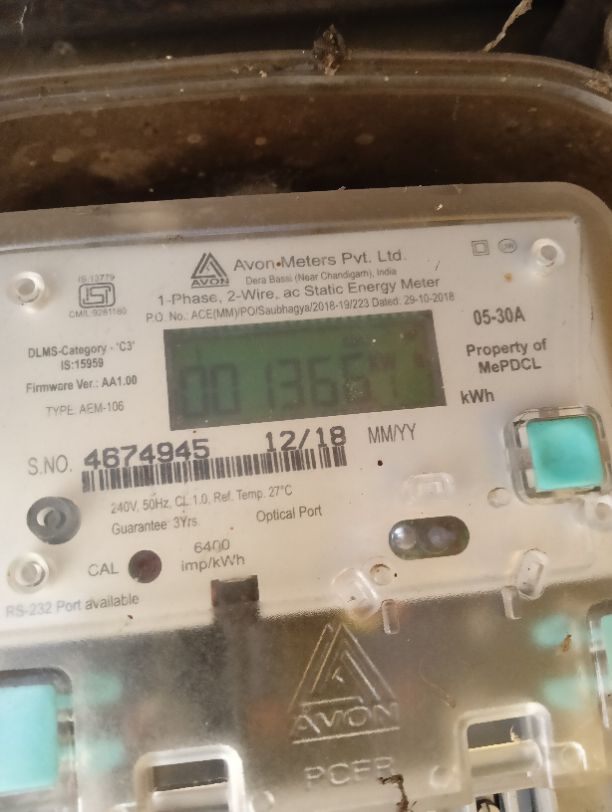 Avon Meters Pvt. Ltd.
AVON
Dera Bassi (Near Chandigarh), India
1-Phase, 2-Wire, ac Static Energy Meter
P.O. No.: ACE(MM)/PO/Saubhagya/2018-19/223 Dated: 29-10-2018
IS:13779
ISI
DLMS-Category - 'C3'
IS:15959
Firmware Ver.: AA1.00
TYPE: AEM-106
05-30A
Property of
MePDCL
kWh
S.NO. 4674945 12/18 MM/YY
240V, 50Hz, CL 1.0, Ref. Temp. 27°C
Guarantee: 3Yrs. Optical Port
CAL
6400
imp/kWh
RS-232 Port available
AVON